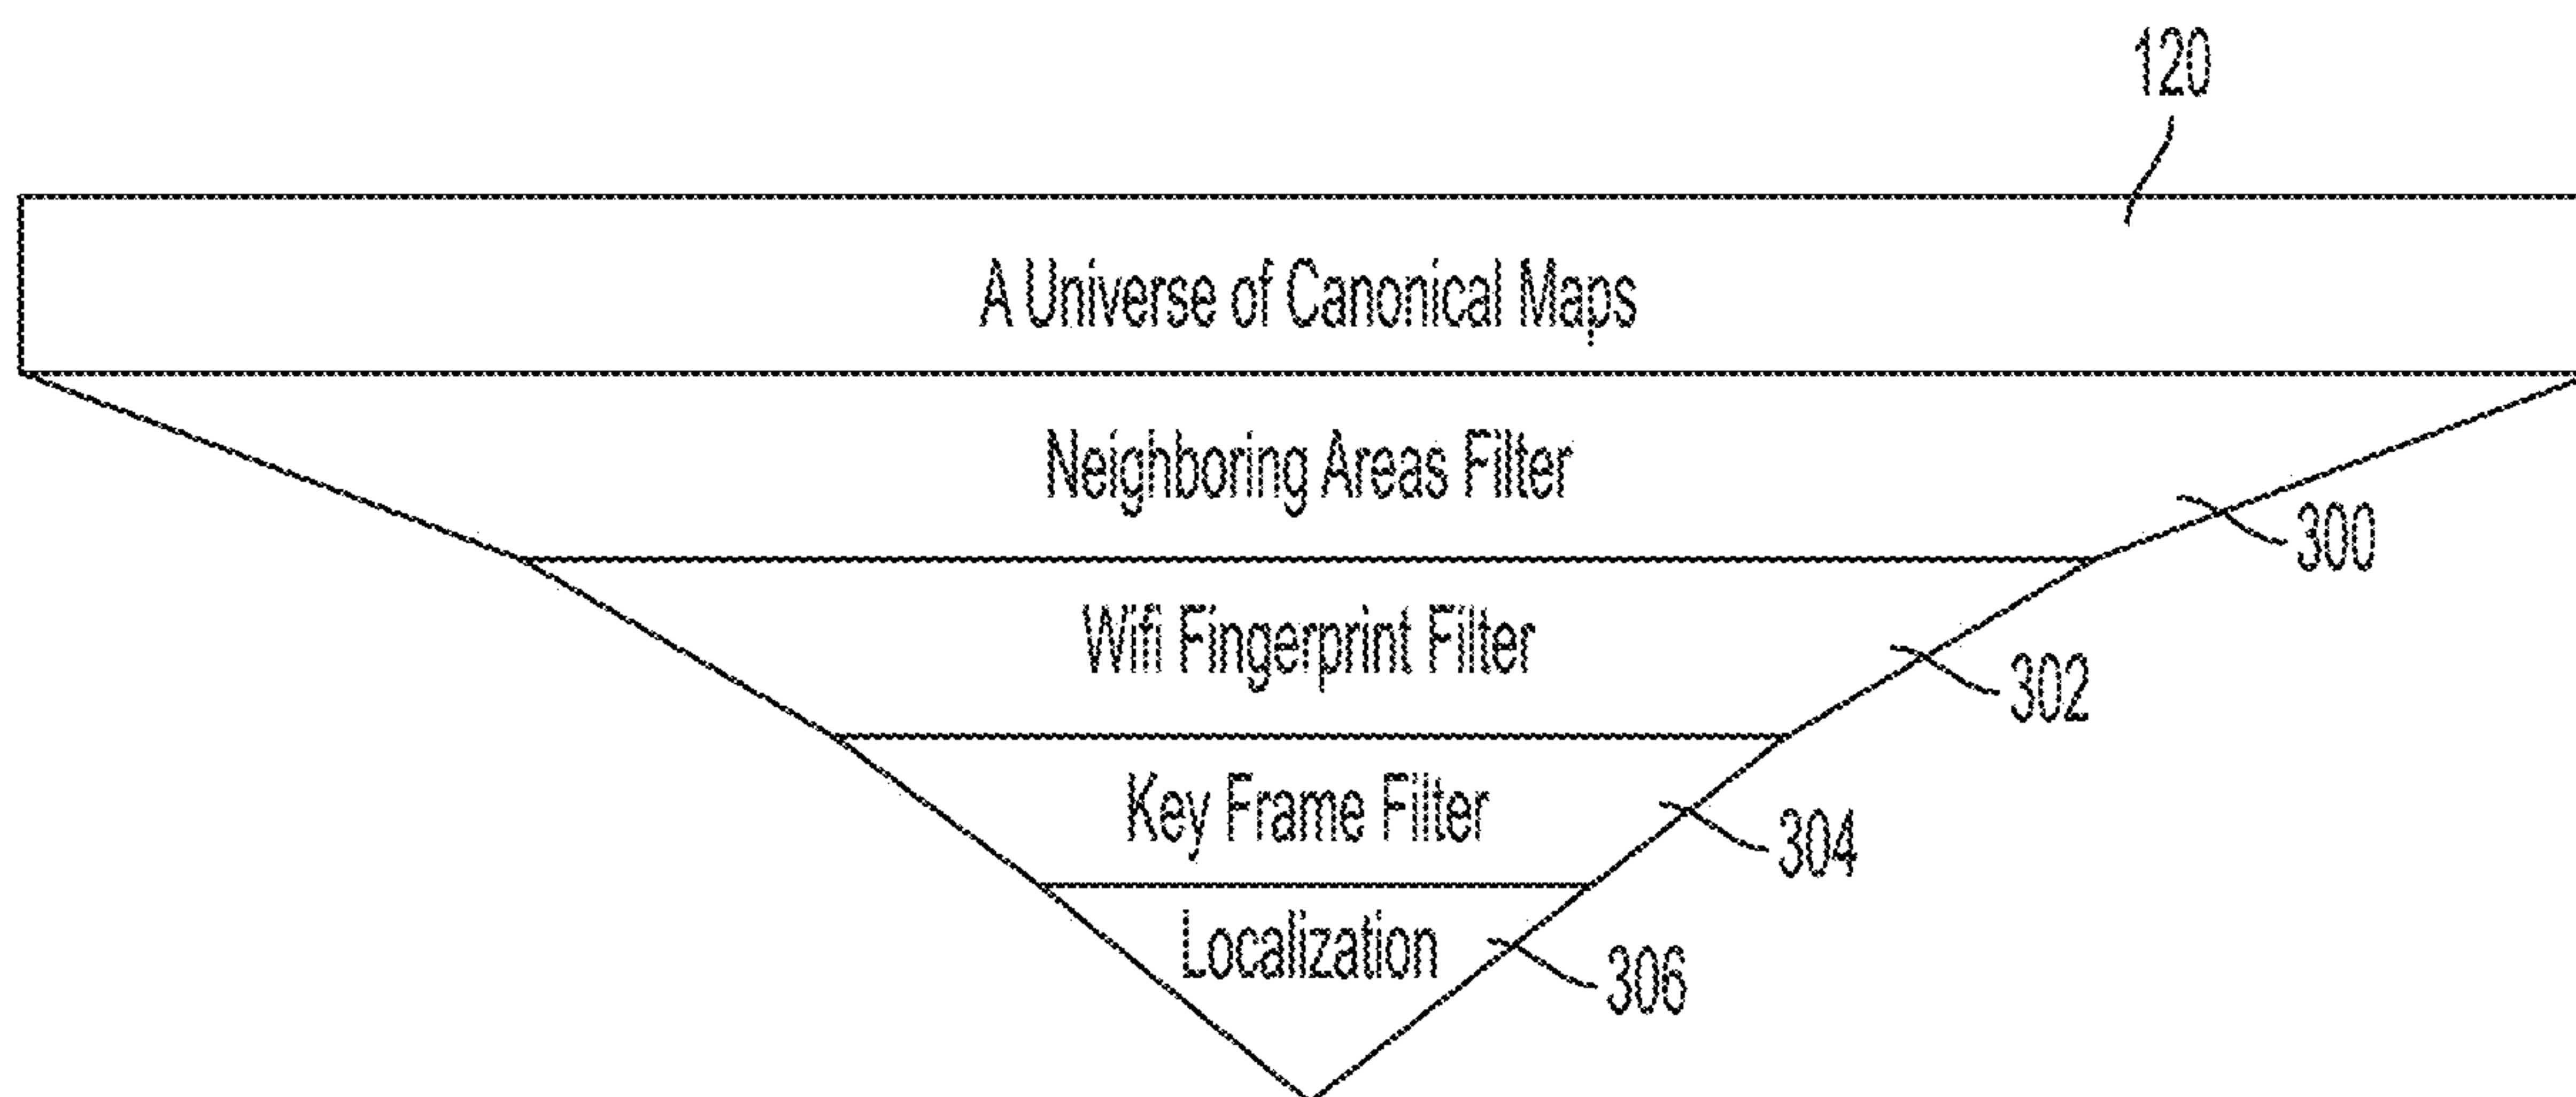 120
A Universe of Canonical Maps
Neighboring Areas Filter
300
Wifi Fingerprint Filter
302
Key Frame Filter
304
Localization
306